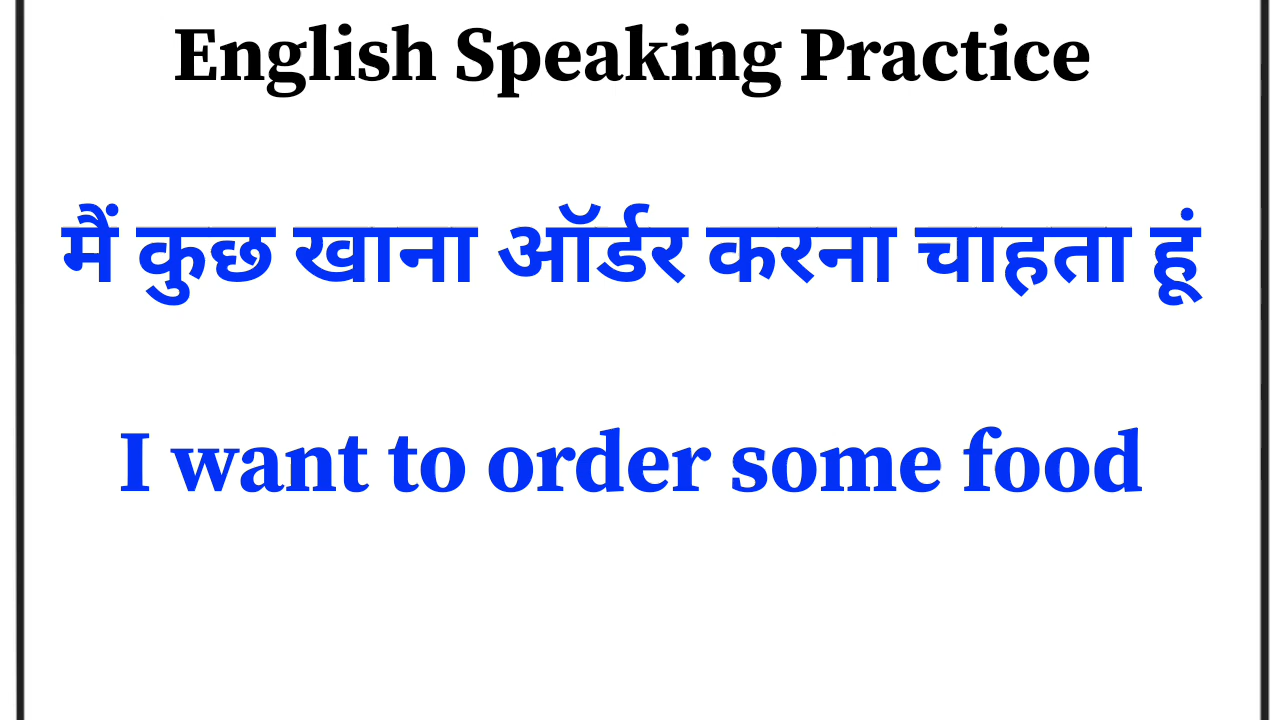 English Speaking Practice
मैं कुछ खाना ऑर्डर करना चाहता हूं
I want to order some food